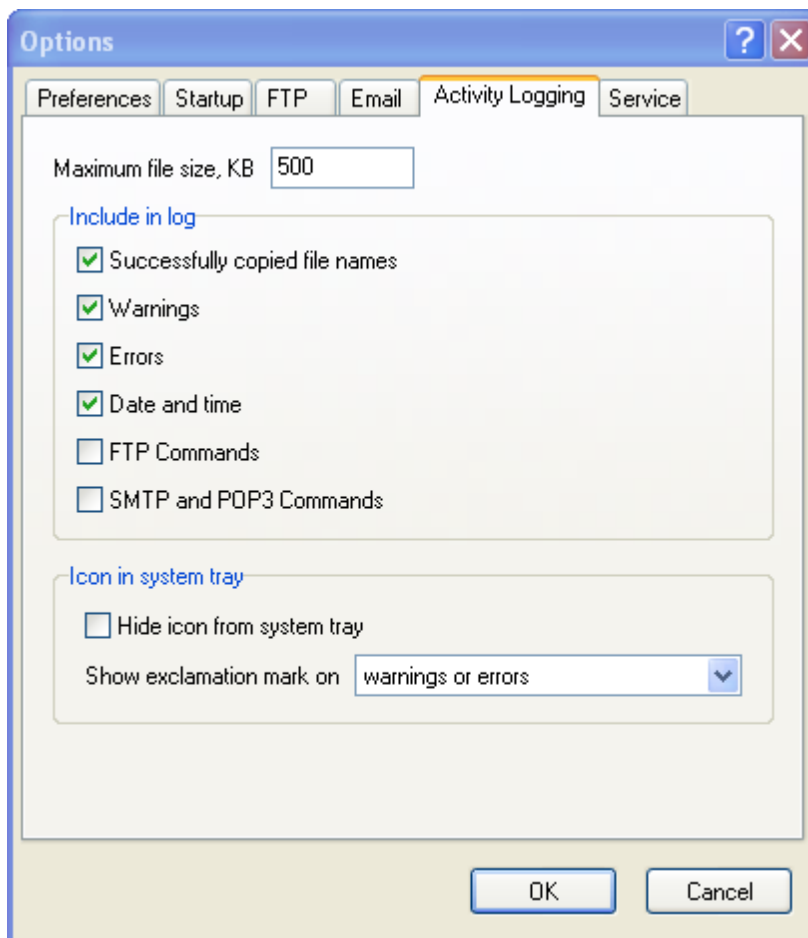 Options
Preferences Startup FTP Email Activity Logging Service
Maximum file size, KB 500
Include in log
Successfully copied file names
Warnings
Errors
Date and time
FTP Commands
SMTP and POP3 Commands
Icon in system tray
Hide icon from system tray
Show exclamation mark on warnings or errors
OK Cancel